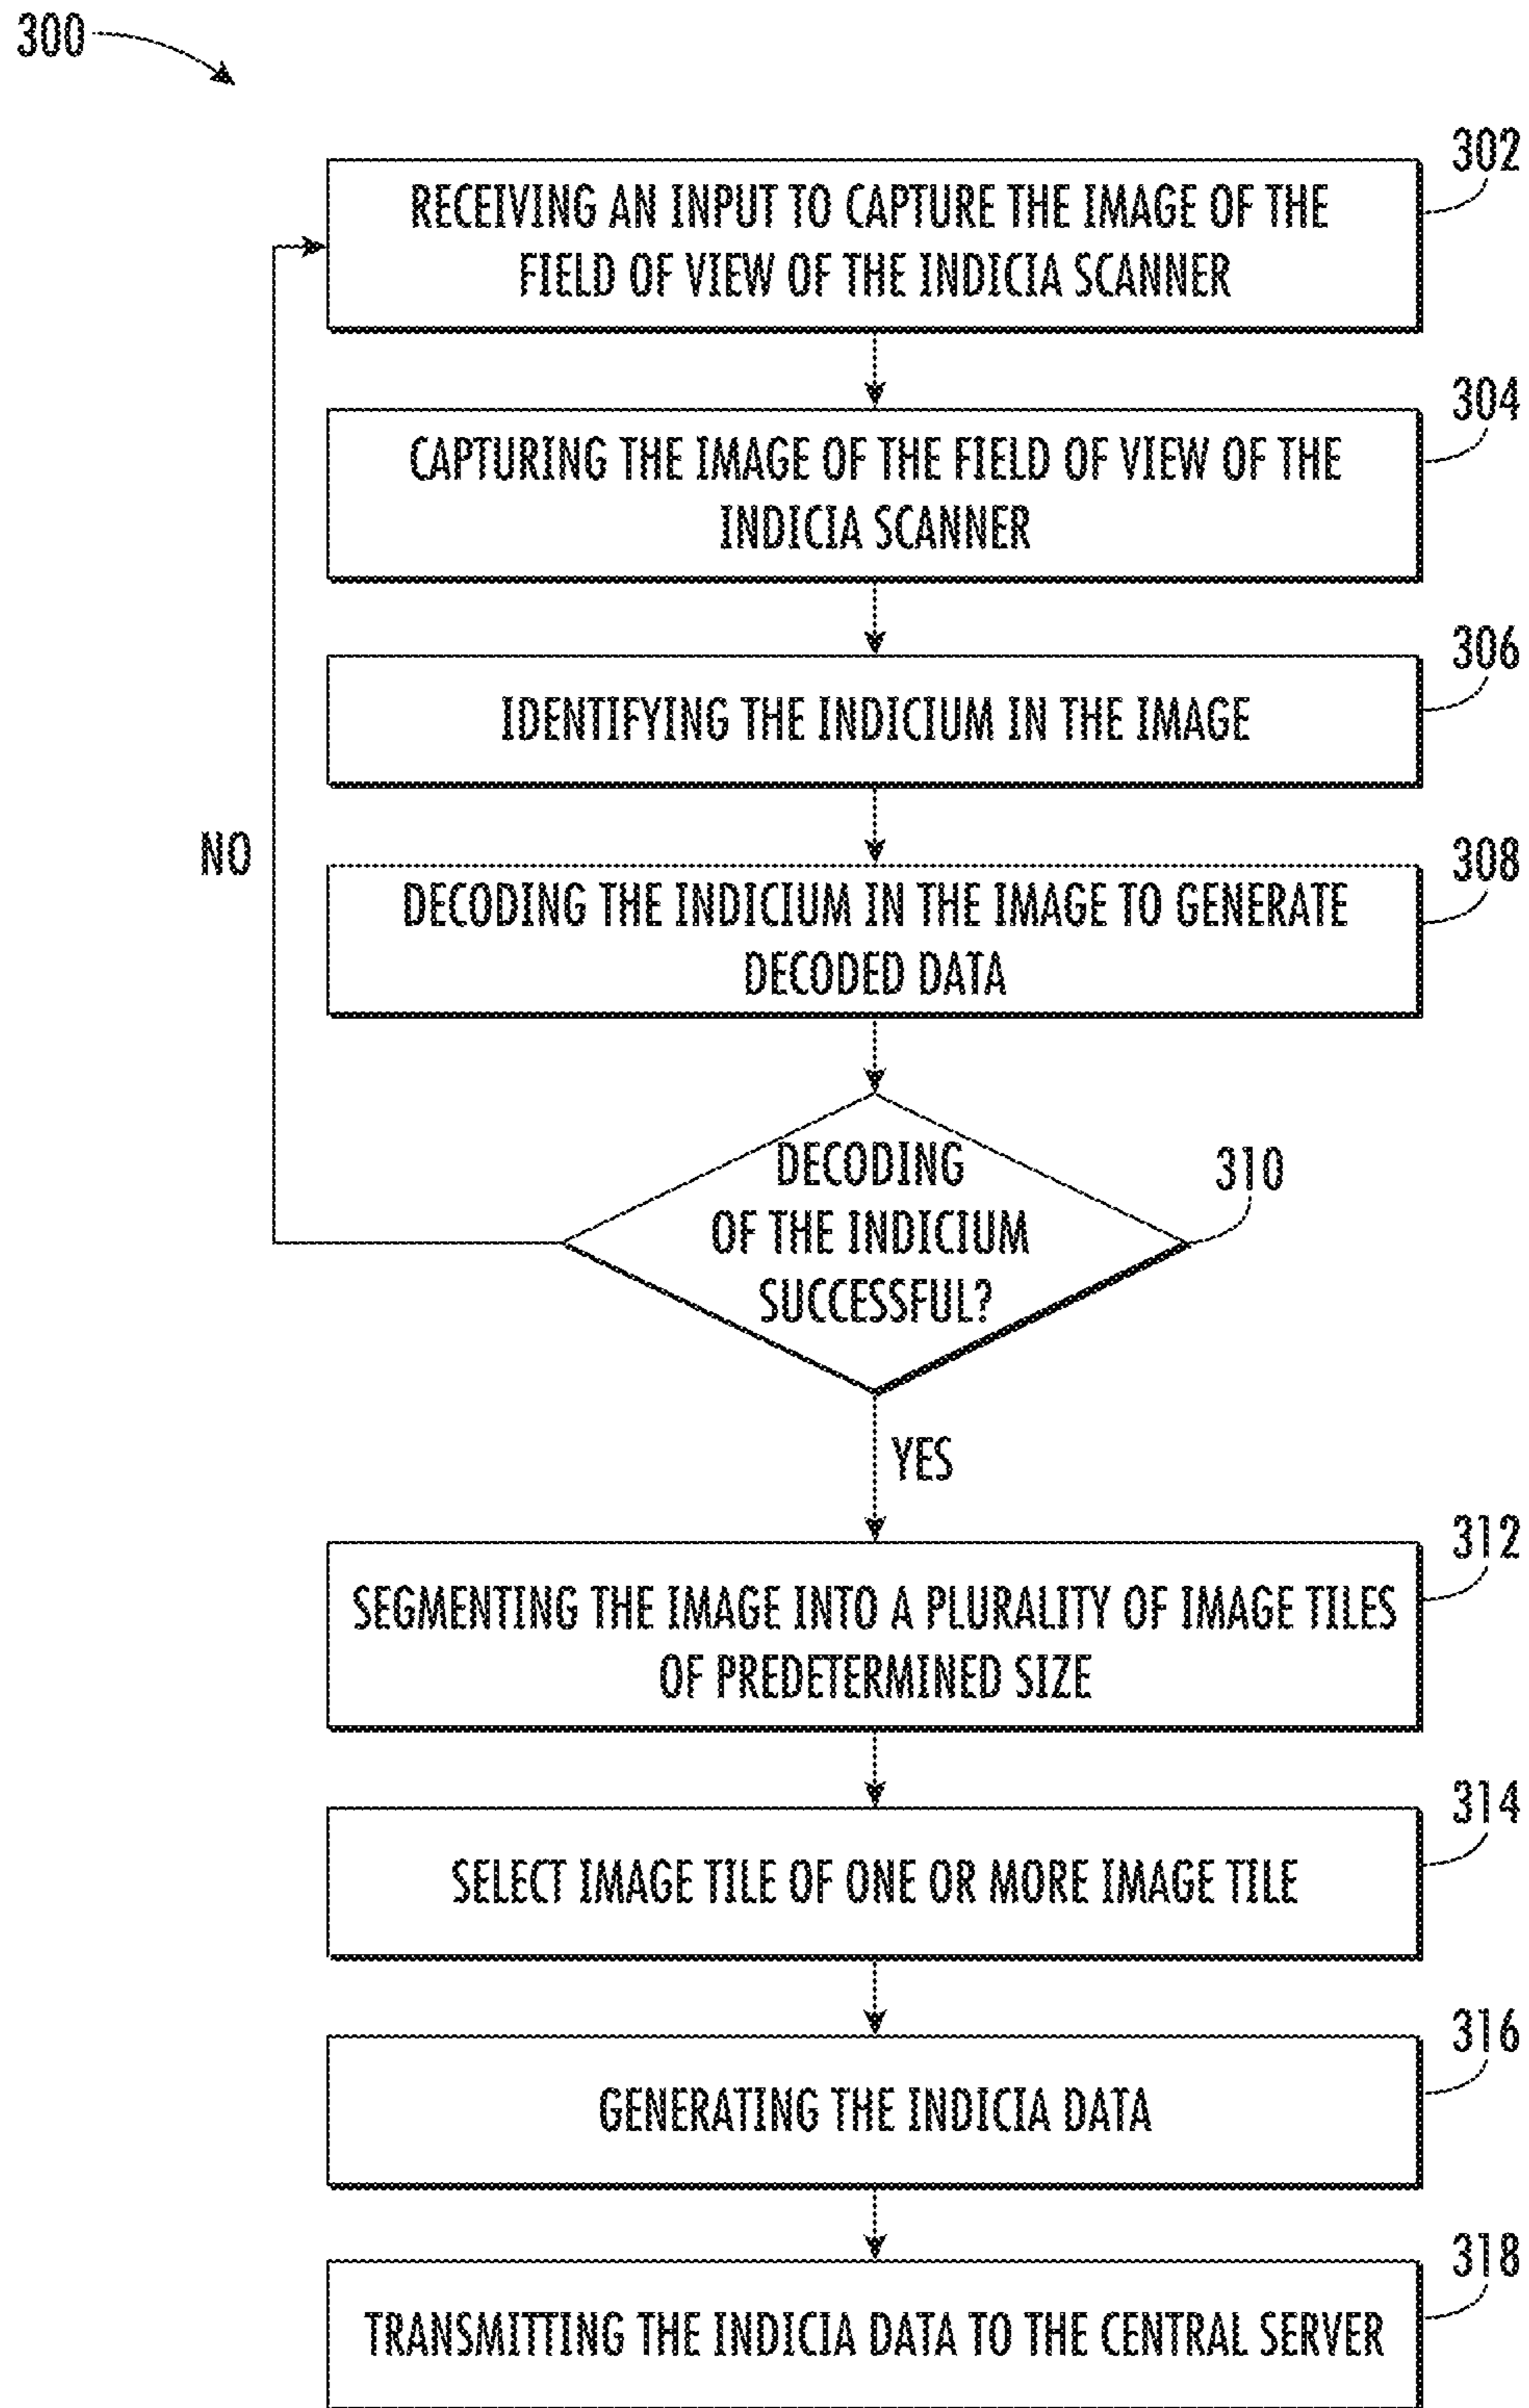 300
302
RECEIVING AN INPUT TO CAPTURE THE IMAGE OF THE
FIELD OF VIEW OF THE INDICIA SCANNER
304
CAPTURING THE IMAGE OF THE FIELD OF VIEW OF THE
INDICIA SCANNER
306
IDENTIFYING THE INDICIUM IN THE IMAGE
NO
308
DECODING THE INDICIUM IN THE IMAGE TO GENERATE
DECODED DATA
310
DECODING
OF THE INDICIUM
SUCCESSFUL?
YES
312
SEGMENTING THE IMAGE INTO A PLURALITY OF IMAGE TILES
OF PREDETERMINED SIZE
314
SELECT IMAGE TILE OF ONE OR MORE IMAGE TILE
316
GENERATING THE INDICIA DATA
318
TRANSMITTING THE INDICIA DATA TO THE CENTRAL SERVER